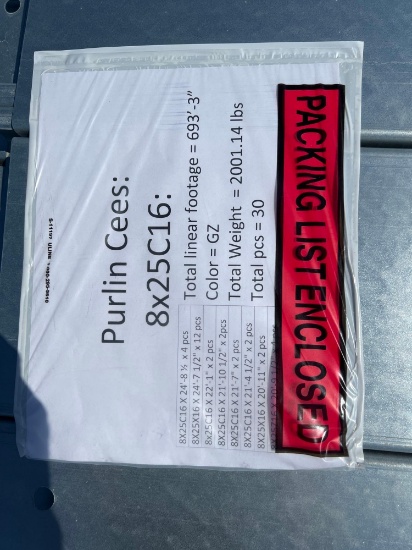 Purlin Cees:
8x25C16:
Total linear footage = 693'-3"
Color = GZ
Total Weight = 2001.14 lbs
Total pcs = 30
8X25C16 X 24'-8 ½ x 4 pcs
8X25X16 X 24'-7 1/2" x 12 pcs
8x25C16 X 22'-1" x 2 pcs
8X25C16 X 21'-10 1/2" x 2pcs
8X25C16 X 21'-7" x 2 pcs
8X25C16 X 21'-4 1/2" x 2 pcs
8X25X16 X 20'-11" x 2 pcs
PACKING LIST ENCLOSED
ULINE